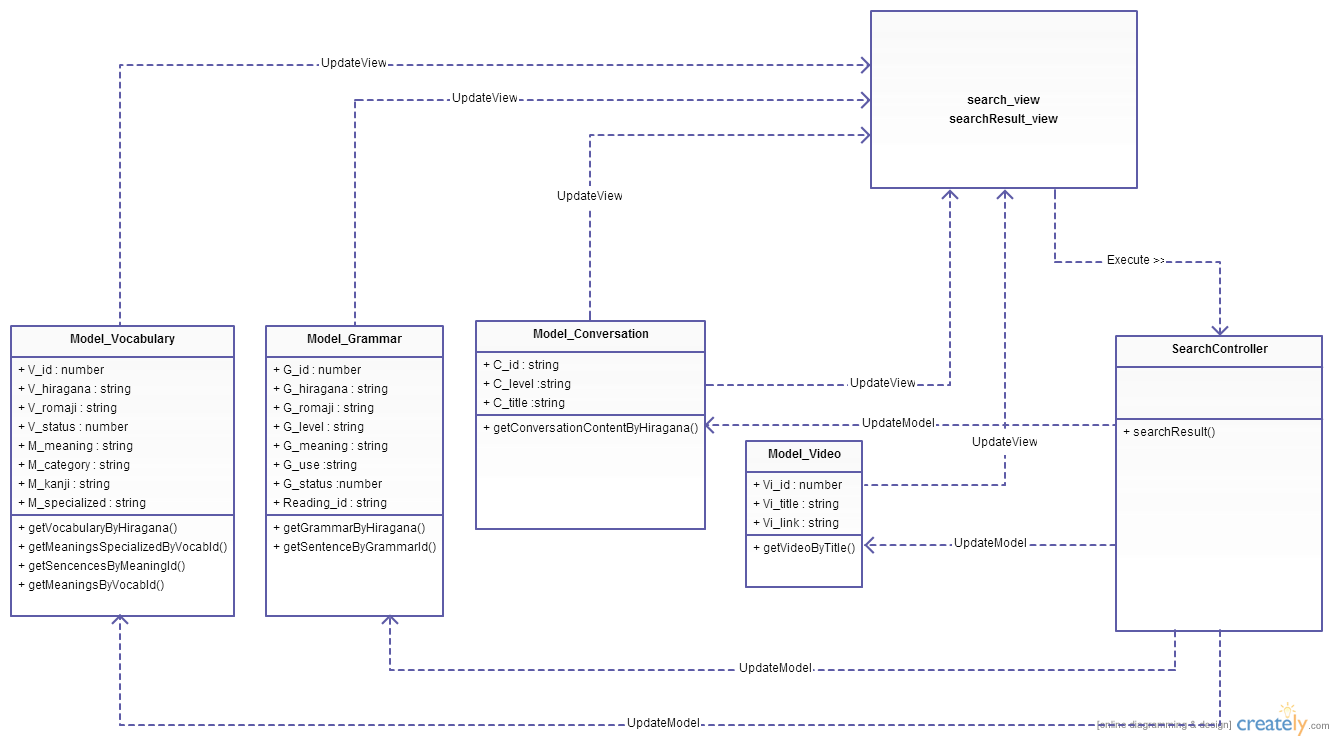 UpdateView
UpdateView
search_view
searchResult_view
UpdateView
Execute >>
Model_Vocabulary
+ V_id : number
+ V_hiragana : string
+ V_romaji : string
+ V_status : number
+ M_meaning : string
+ M_category : string
+ M_kanji : string
+ M_specialized : string
+ getVocabularyByHiragana()
+ getMeaningsSpecializedByVocabId()
+ getSencencesByMeaningId()
+ getMeaningsByVocabId()
Model_Grammar
+ G_id : number
+ G_hiragana : string
+ G_romaji : string
+ G_level : string
+ G_meaning : string
+ G_use :string
+ G_status :number
+ Reading_id : string
+ getGrammarByHiragana()
+ getSentenceByGrammarId()
Model_Conversation
+ C_id : string
+ C_level :string
+ C_title :string
+ getConversationContentByHiragana()
UpdateView
UpdateModel
UpdateView
Model_Video
+ Vi_id : number
+ Vi_title : string
+ Vi_link : string
+ getVideoByTitle()
UpdateModel
SearchController
+ searchResult()
UpdateModel
UpdateModel
[online diagramming & design] creately.com